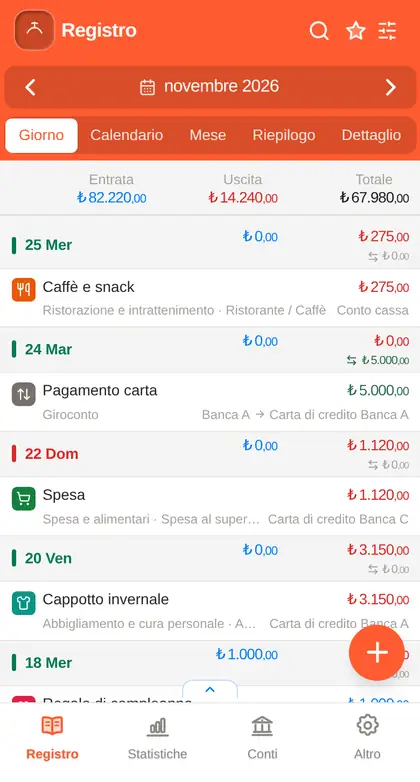 Registro
novembre 2026
Giorno Calendario Mese Riepilogo Dettaglio
Entrata Uscita Totale
₺ 82.220,00 ₺ 14.240,00 ₺ 67.980,00
25 Mer ₺ 0,00 ₺ 275,00
₺ 0,00
Caffè e snack ₺ 275,00
Ristorazione e intrattenimento · Ristorante / Caffè Conto cassa
24 Mar ₺ 0,00 ₺ 0,00
₺ 5.000,00
Pagamento carta ₺ 5.000,00
Giroconto Banca A → Carta di credito Banca A
22 Dom ₺ 0,00 ₺ 1.120,00
₺ 0,00
Spesa ₺ 1.120,00
Spesa e alimentari · Spesa al super... Carta di credito Banca C
20 Ven ₺ 0,00 ₺ 3.150,00
₺ 0,00
Cappotto invernale ₺ 3.150,00
Abbigliamento e cura personale · A... Carta di credito Banca A
18 Mer ₺ 1.000,00
Registro Statistiche Conti Altro